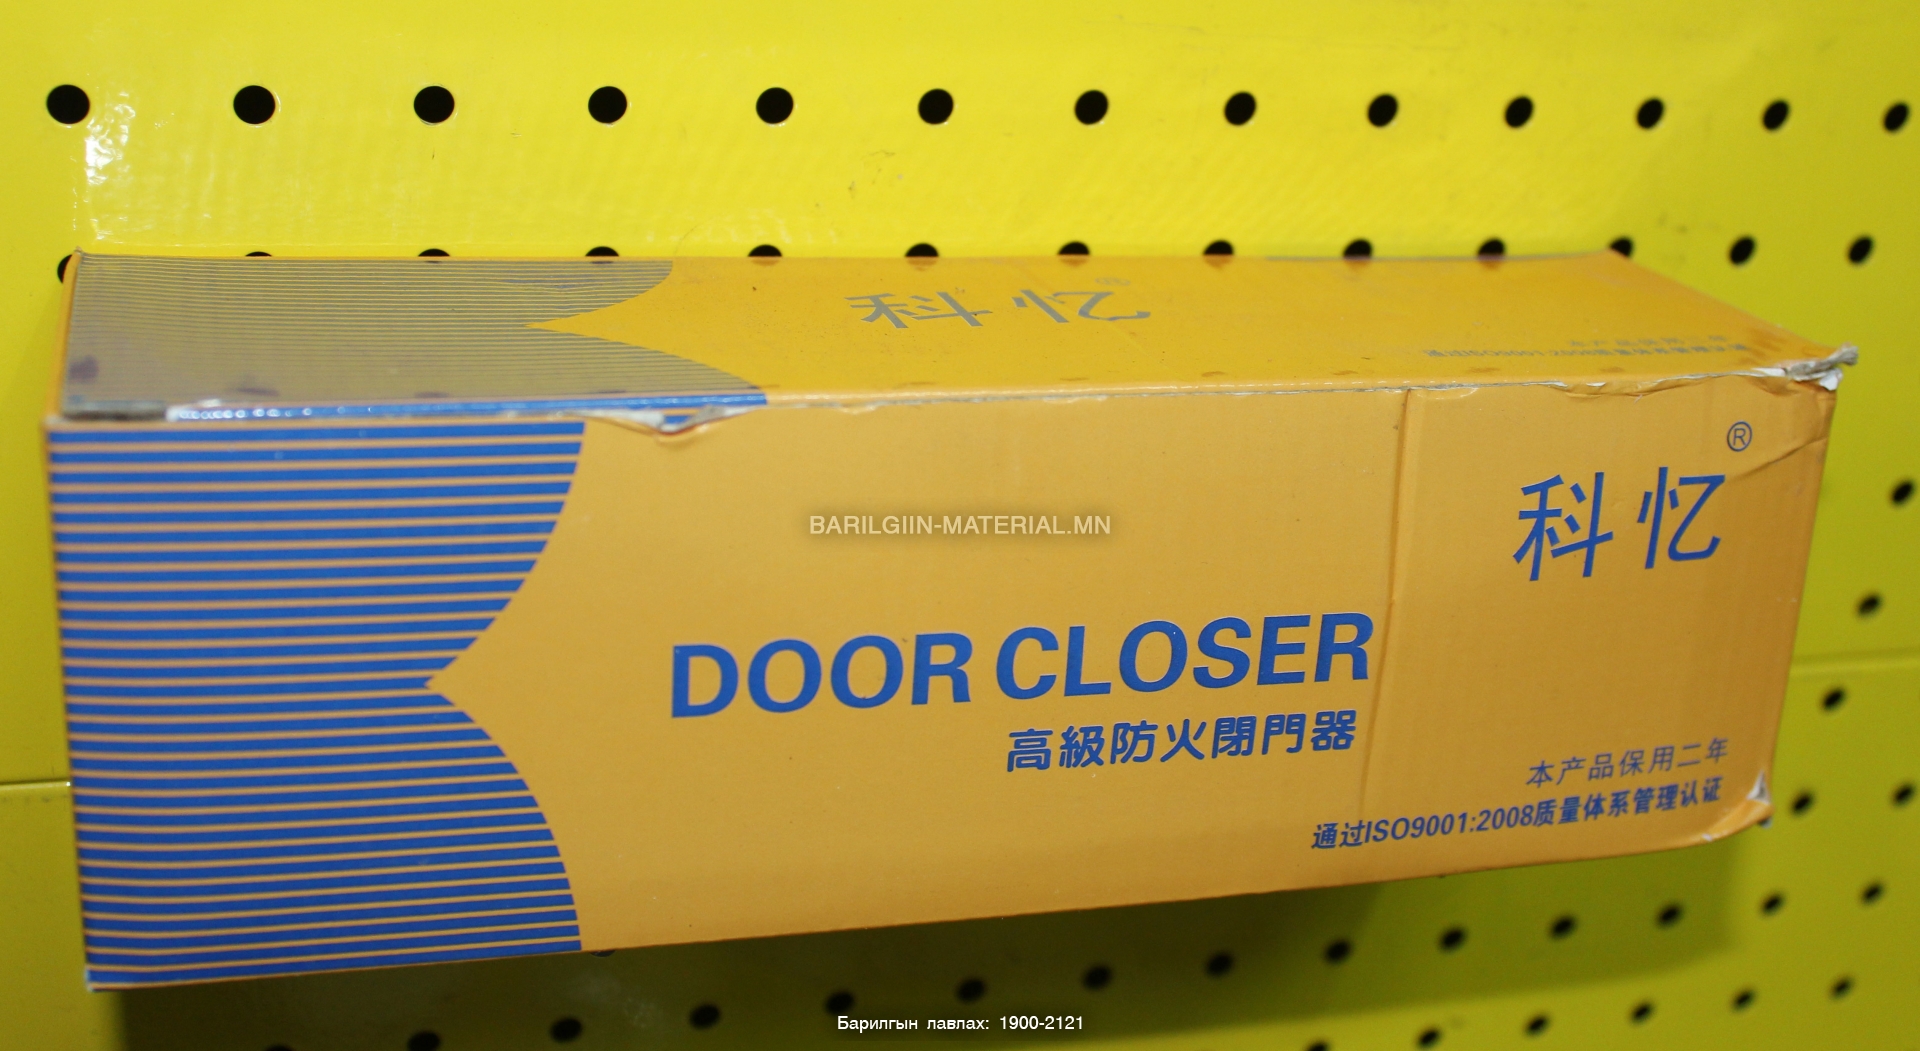 科忆
®
科忆
BARILGIIN-MATERIAL.MN
DOOR CLOSER
高級防火閉門器
本产品保用二年
通过ISO9001:2008质量体系管理认证
Барилгын лавлах: 1900-2121